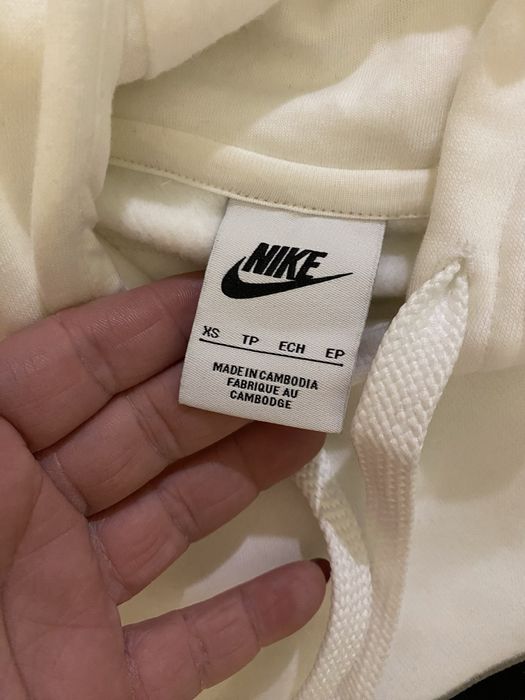 NIKE
XS TP ECH EP
MADE IN CAMBODIA
FABRIQUE AU
CAMBODGE